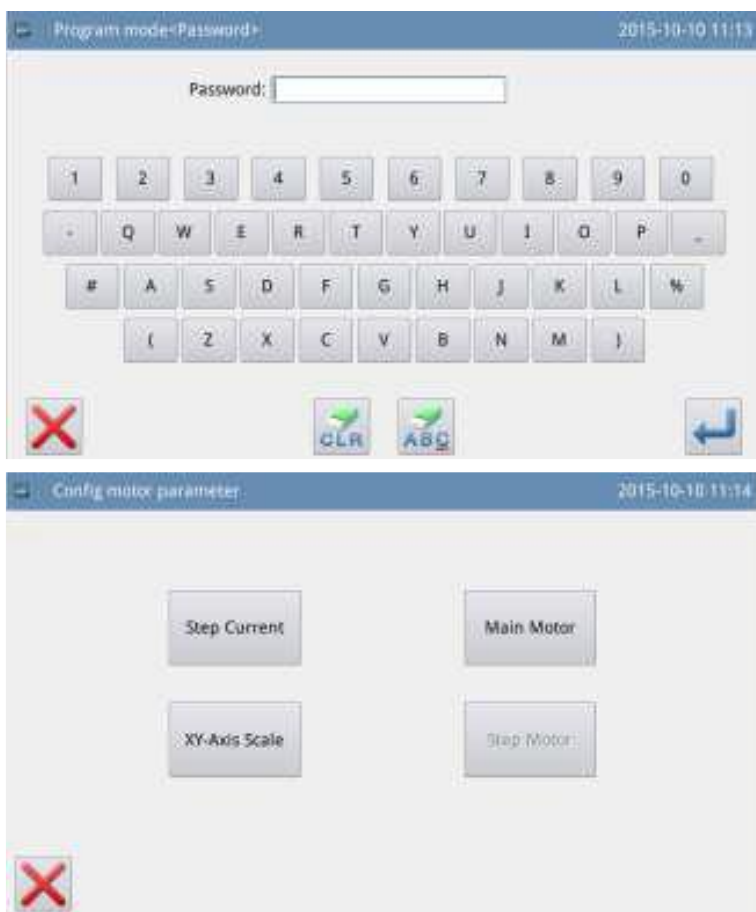 Program mode<Password> 2015-10-10 11:13
Password:
1 2 3 4 5 6 7 8 9 0
- Q W E R T Y U I O P _
# A S D F G H J K L %
( Z X C V B N M )
CLR ABC
Config motor parameter 2015-10-10 11:14
Step Current Main Motor
XY-Axis Scale Step Motor